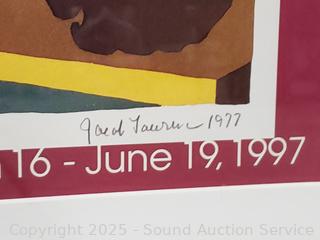 Jacob Lawrence 1977
16 - June 19, 1997
Copyright 2025 - Sound Auction Service